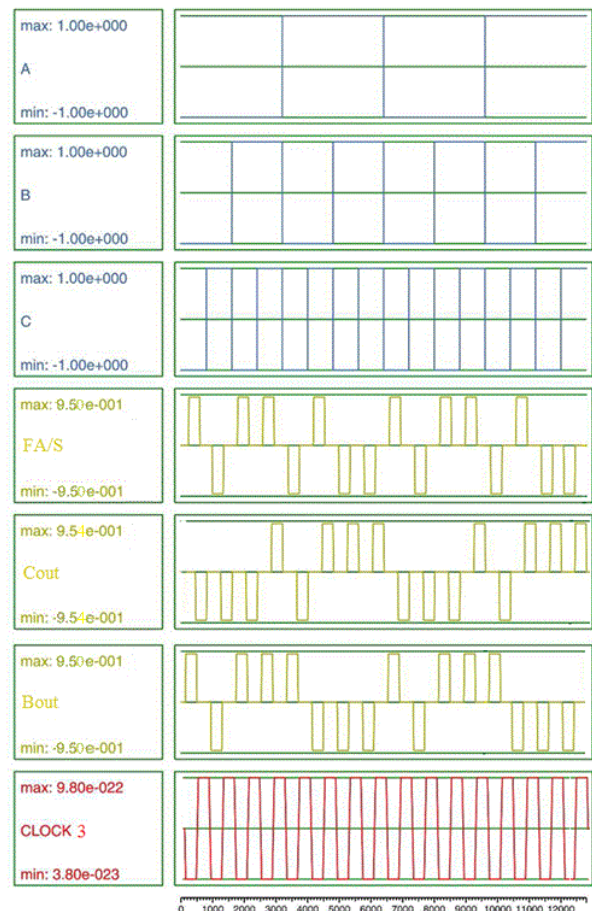 max: 1.00e+000
A
min: -1.00e+000
max: 1.00e+000
B
min: -1.00e+000
max: 1.00e+000
C
min: -1.00e+000
max: 9.50e-001
FA/S
min: -9.50e-001
max: 9.54e-001
Cout
min: -9.54e-001
max: 9.50e-001
Bout
min: -9.50e-001
max: 9.80e-022
CLOCK 3
min: 3.80e-023
0 1000 2000 3000 4000 5000 6000 7000 8000 9000 10000 11000 12000